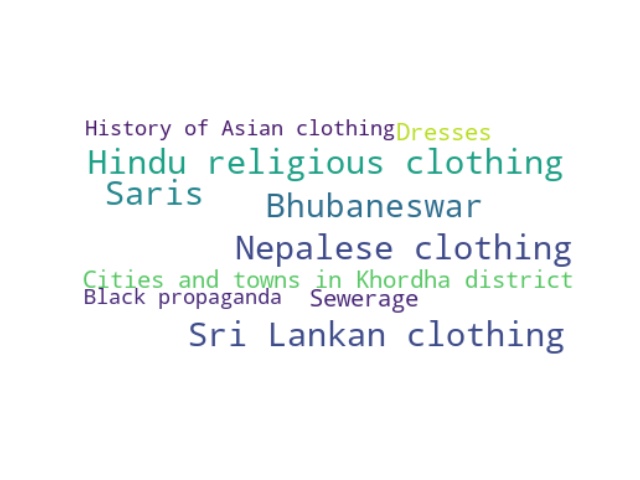 History of Asian clothing Dresses
Hindu religious clothing
Saris
Bhubaneswar
Nepalese clothing
Cities and towns in Khordha district
Black propaganda Sewerage
Sri Lankan clothing